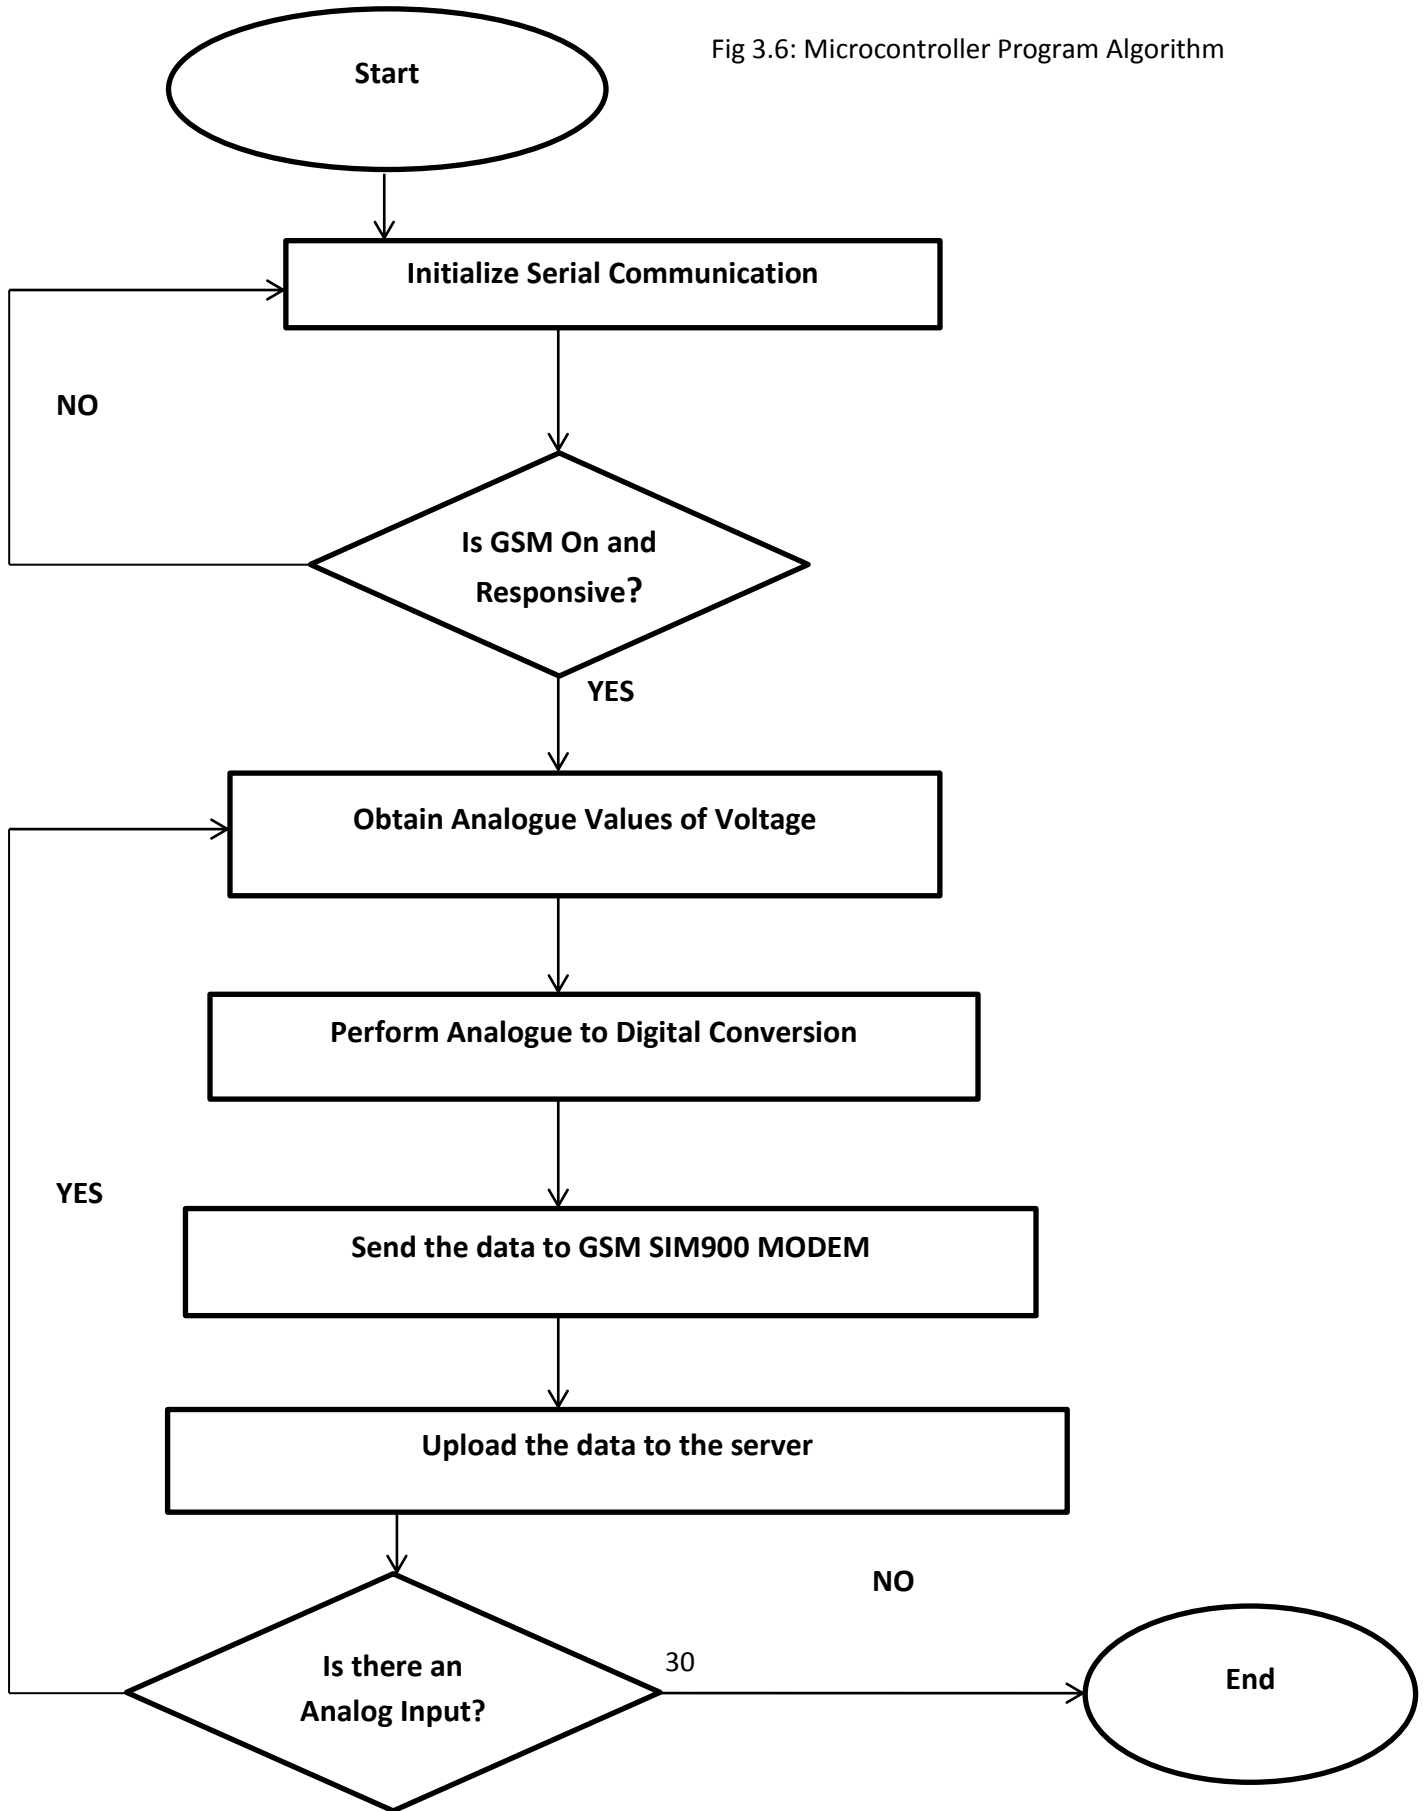 Fig 3.6: Microcontroller Program Algorithm
Start
Initialize Serial Communication
NO
Is GSM On and
Responsive?
YES
Obtain Analogue Values of Voltage
Perform Analogue to Digital Conversion
YES
Send the data to GSM SIM900 MODEM
Upload the data to the server
NO
Is there an
Analog Input?
30
End